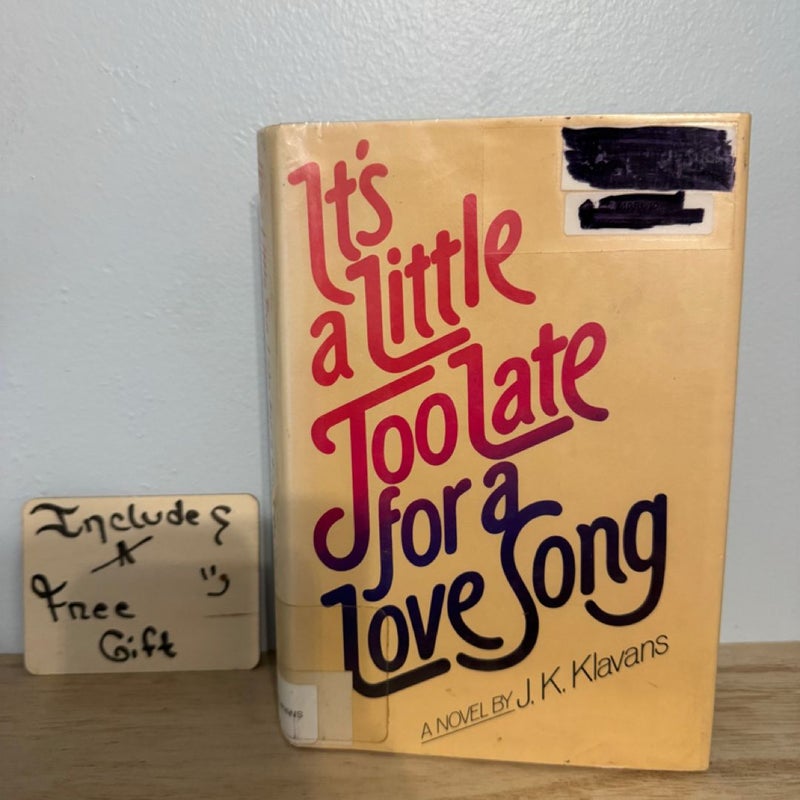 It's
a Little
Too Late
for a
Love Song
A NOVEL BY J. K. Klavans
Includes
A
Free
Gift